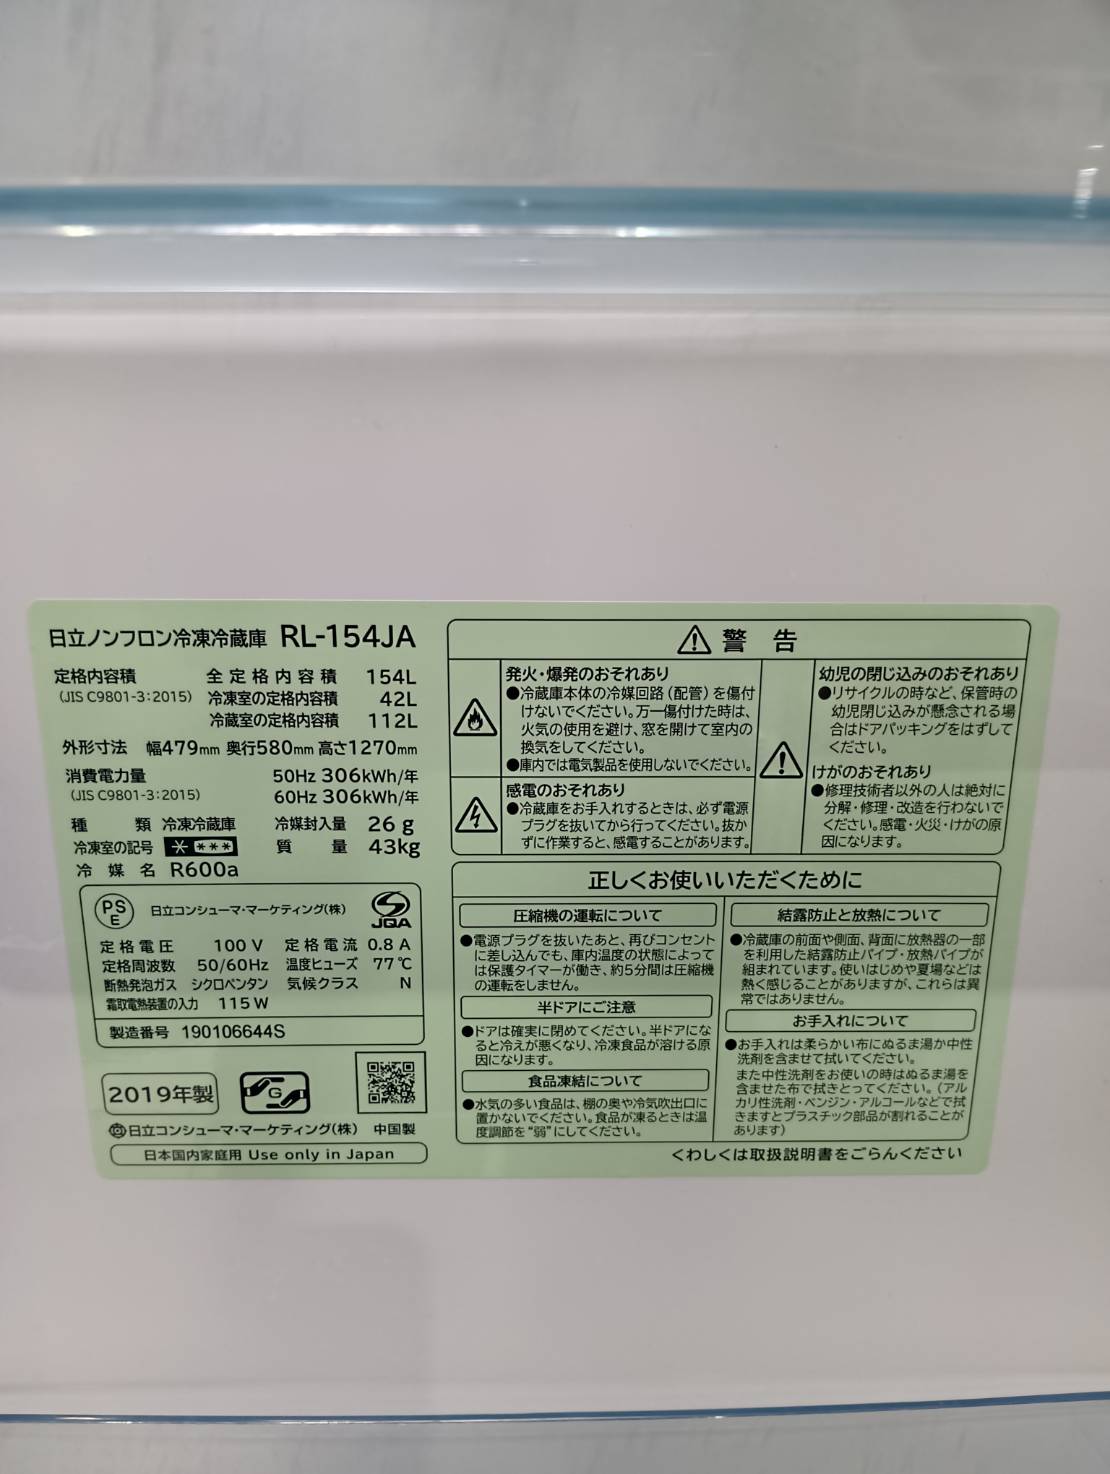 日立ノンフロン冷凍冷蔵庫 RL-154JA
定格内容積 全定格内容積 154L
(JIS C9801-3:2015) 冷凍室の定格内容積 42L
冷蔵室の定格内容積 112L
外形寸法 幅479mm 奥行580mm 高さ1270mm
消費電力量 50Hz 306kWh/年
(JIS C9801-3:2015) 60Hz 306kWh/年
種類 冷凍冷蔵庫 冷媒封入量 26g
冷凍室の記号 * *** 質量 43kg
冷媒名 R600a
PS
E
日立コンシューマ・マーケティング(株)
JQA
定格電圧 100V 定格電流 0.8A
定格周波数 50/60Hz 温度ヒューズ 77℃
断熱発泡ガス シクロペンタン 気候クラス N
霜取電熱装置の入力 115W
製造番号 190106644S
2019年製
G
日立コンシューマ・マーケティング(株) 中国製
日本国内家庭用 Use only in Japan
警告
発火・爆発のおそれあり
●冷蔵庫本体の冷媒回路(配管)を傷付
けないでください。万一傷付けた時は、
火気の使用を避け、窓を開けて室内の
換気をしてください。
●庫内では電気製品を使用しないでください。
感電のおそれあり
●冷蔵庫をお手入れするときは、必ず電源
プラグを抜いてから行ってください。抜か
ずに作業すると、感電することがあります。
幼児の閉じ込みのおそれあり
●リサイクルの時など、保管時の
幼児閉じ込みが懸念される場
合はドアパッキングをはずして
ください。
けがのおそれあり
●修理技術者以外の人は絶対に
分解・修理・改造を行わないで
ください。感電・火災・けがの原
因になります。
正しくお使いいただくために
圧縮機の運転について
●電源プラグを抜いたあと、再びコンセント
に差し込んでも、庫内温度の状態によって
は保護タイマーが働き、約5分間は圧縮機
の運転をしません。
半ドアにご注意
●ドアは確実に閉めてください。半ドアにな
ると冷えが悪くなり、冷凍食品が溶ける原
因になります。
食品凍結について
●水気の多い食品は、棚の奥や冷気吹出口に
置かないでください。食品が凍るときは温
度調節を"弱"にしてください。
結露防止と放熱について
●冷蔵庫の前面や側面、背面に放熱器の一部
を利用した結露防止パイプ・放熱パイプが
組まれています。使いはじめや夏場などは
熱く感じることがありますが、これらは異
常ではありません。
お手入れについて
●お手入れは柔らかい布にぬるま湯か中性
洗剤を含ませて拭いてください。
また中性洗剤をお使いの時はぬるま湯を
含ませた布で拭きとってください。(アル
カリ性洗剤・ベンジン・アルコールなどで拭
きますとプラスチック部品が割れることが
あります)
くわしくは取扱説明書をごらんください